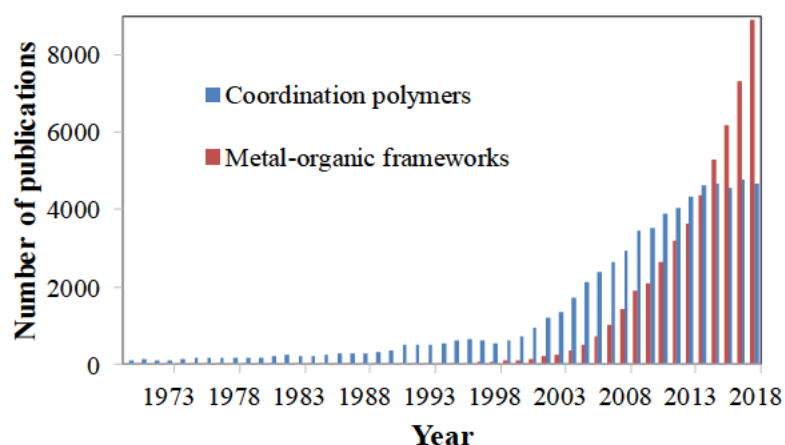 Number of publications
8000
6000
4000
2000
0
Coordination polymers
Metal-organic frameworks
1973 1978 1983 1988 1993 1998 2003 2008 2013 2018
Year